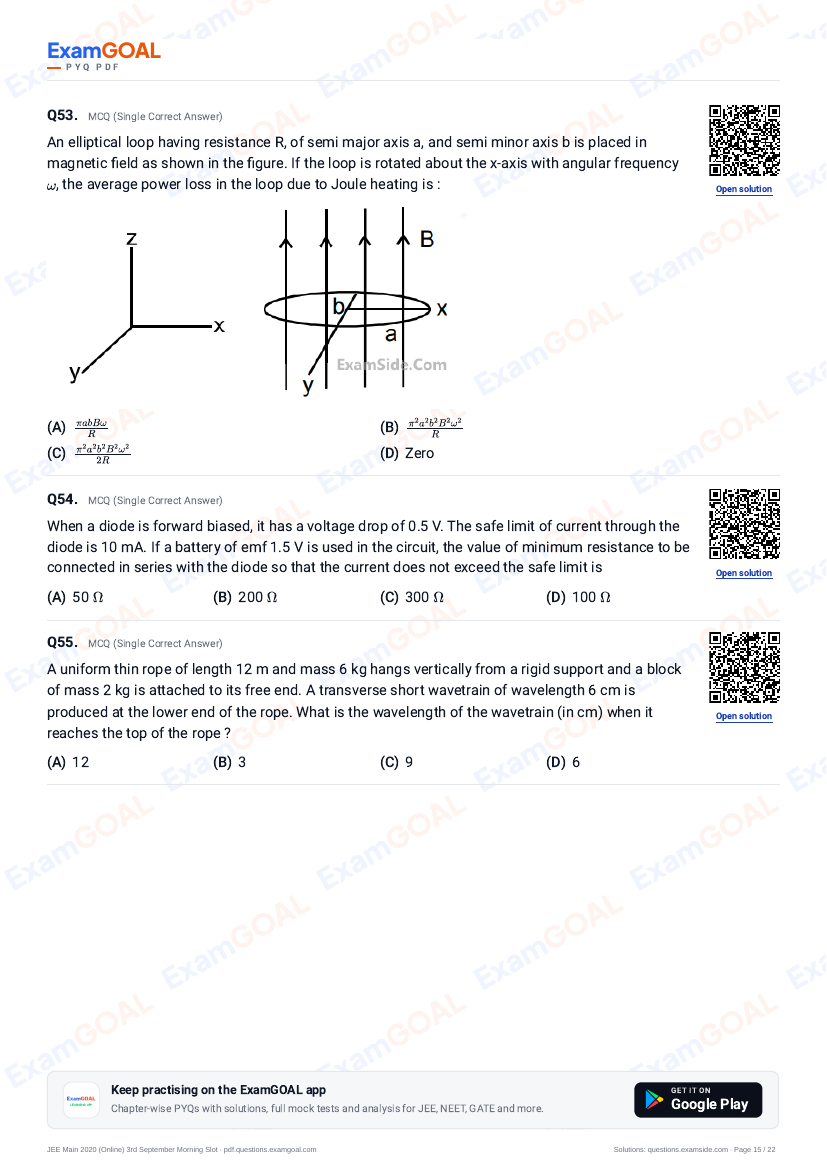 ExamGOAL
PYQ PDF
Q53. MCQ (Single Correct Answer)
An elliptical loop having resistance R, of semi major axis a, and semi minor axis b is placed in
magnetic field as shown in the figure. If the loop is rotated about the x-axis with angular frequency
ω, the average power loss in the loop due to Joule heating is :
Open solution
z
x
y
B
b
x
a
y
ExamSide.Com
(A) πabBω/R (B) π²a²b²B²ω²/R
(C) π²a²b²B²ω²/2R (D) Zero
Q54. MCQ (Single Correct Answer)
When a diode is forward biased, it has a voltage drop of 0.5 V. The safe limit of current through the
diode is 10 mA. If a battery of emf 1.5 V is used in the circuit, the value of minimum resistance to be
connected in series with the diode so that the current does not exceed the safe limit is
Open solution
(A) 50 Ω (B) 200 Ω (C) 300 Ω (D) 100 Ω
Q55. MCQ (Single Correct Answer)
A uniform thin rope of length 12 m and mass 6 kg hangs vertically from a rigid support and a block
of mass 2 kg is attached to its free end. A transverse short wavetrain of wavelength 6 cm is
produced at the lower end of the rope. What is the wavelength of the wavetrain (in cm) when it
reaches the top of the rope ?
Open solution
(A) 12 (B) 3 (C) 9 (D) 6
ExamGOAL
Keep practising on the ExamGOAL app
Chapter-wise PYQs with solutions, full mock tests and analysis for JEE, NEET, GATE and more.
GET IT ON
Google Play
JEE Main 2020 (Online) 3rd September Morning Slot · pdf.questions.examgoal.com
Solutions: questions.examside.com · Page 15 / 22